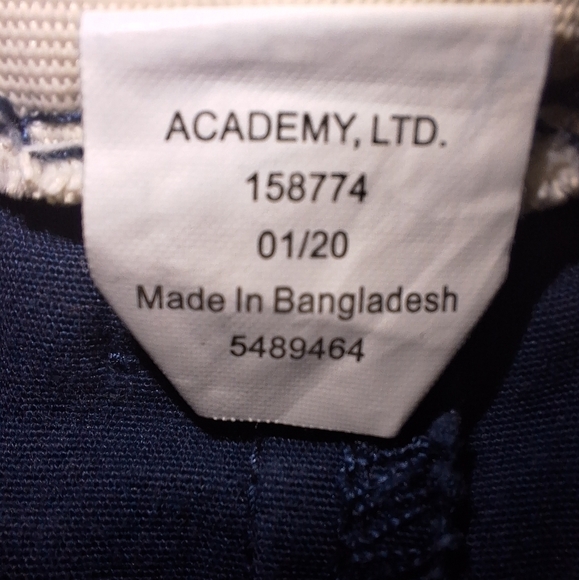 ACADEMY, LTD.
158774
01/20
Made In Bangladesh
5489464